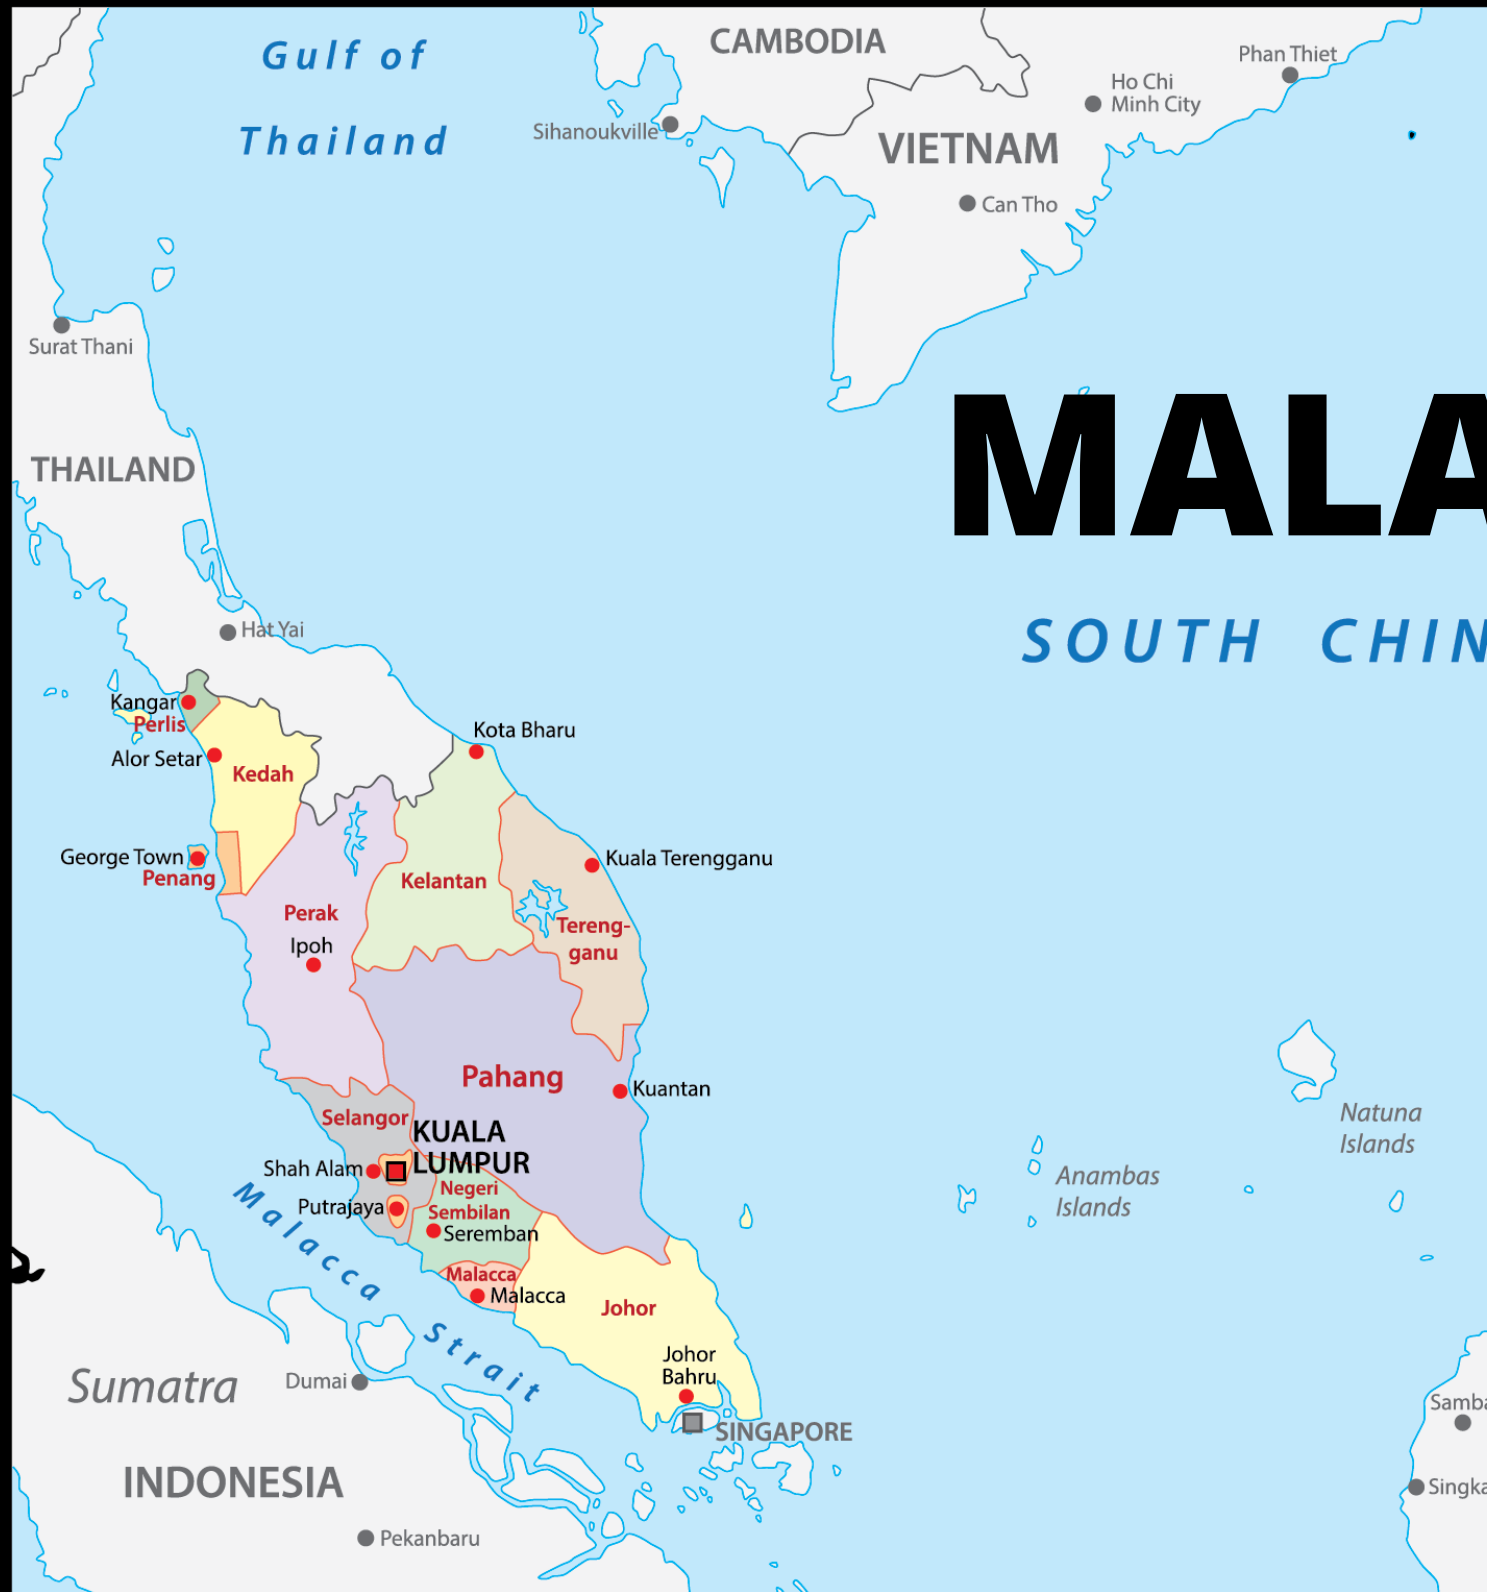 Gulf of
Thailand
CAMBODIA
Phan Thiet
Ho Chi
Minh City
Sihanoukville
VIETNAM
Can Tho
Surat Thani
MALA
THAILAND
SOUTH CHIN
Hat Yai
Kangar
Perlis
Kota Bharu
Alor Setar
Kedah
George Town
Penang
Kuala Terengganu
Kelantan
Perak
Tereng-
ganu
Ipoh
Pahang
Kuantan
Selangor
KUALA
LUMPUR
Natuna
Islands
Shah Alam
Anambas
Islands
Negeri
Sembilan
Putrajaya
Seremban
Malacca Strait
Malacca
Malacca
Johor
Johor
Bahru
Sumatra
Dumai
SINGAPORE
Samba
INDONESIA
Singka
Pekanbaru